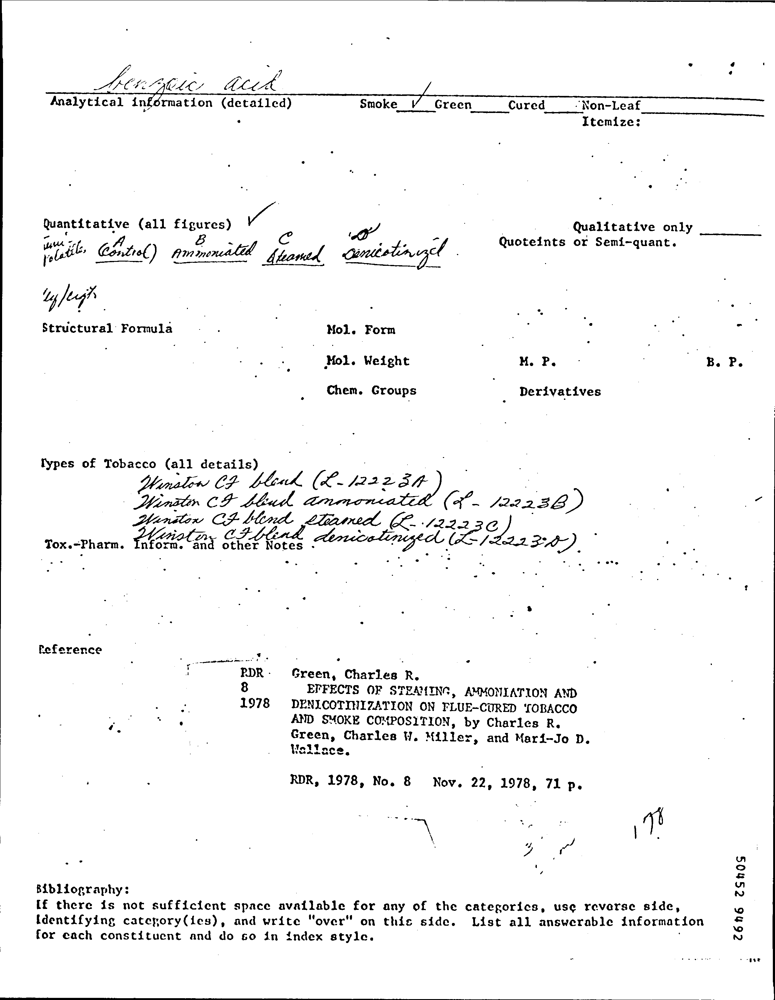 benzoic acid
Analytical information (detailed) Smoke ✓ Green Cured Non-Leaf
Itemize:
Quantitative (all figures) ✓ Qualitative only
Quoteints or Semi-quant.
A B C D
(Control) Ammoniated Steamed Denicotinized
Structural Formula Mol. Form
Mol. Weight M. P. B. P.
Chem. Groups Derivatives
Types of Tobacco (all details)
Winston CF blend (L-12223A)
Winston CF blend ammoniated (L-12223B)
Winston CF blend steamed (L-12223C)
Winston CF blend denicotinized (L-12223-D)
Tox.-Pharm. Inform. and other Notes
Reference
RDR Green, Charles R.
8 EFFECTS OF STEAMING, AMMONIATION AND
1978 DENICOTINIZATION ON FLUE-CURED TOBACCO
AND SMOKE COMPOSITION, by Charles R.
Green, Charles W. Miller, and Mari-Jo D.
Wallace.
RDR, 1978, No. 8 Nov. 22, 1978, 71 p.
Bibliography:
If there is not sufficient space available for any of the categories, use reverse side,
Identifying category(ies), and write "over" on this side. List all answerable information
for each constituent and do so in index style.
50452 9492